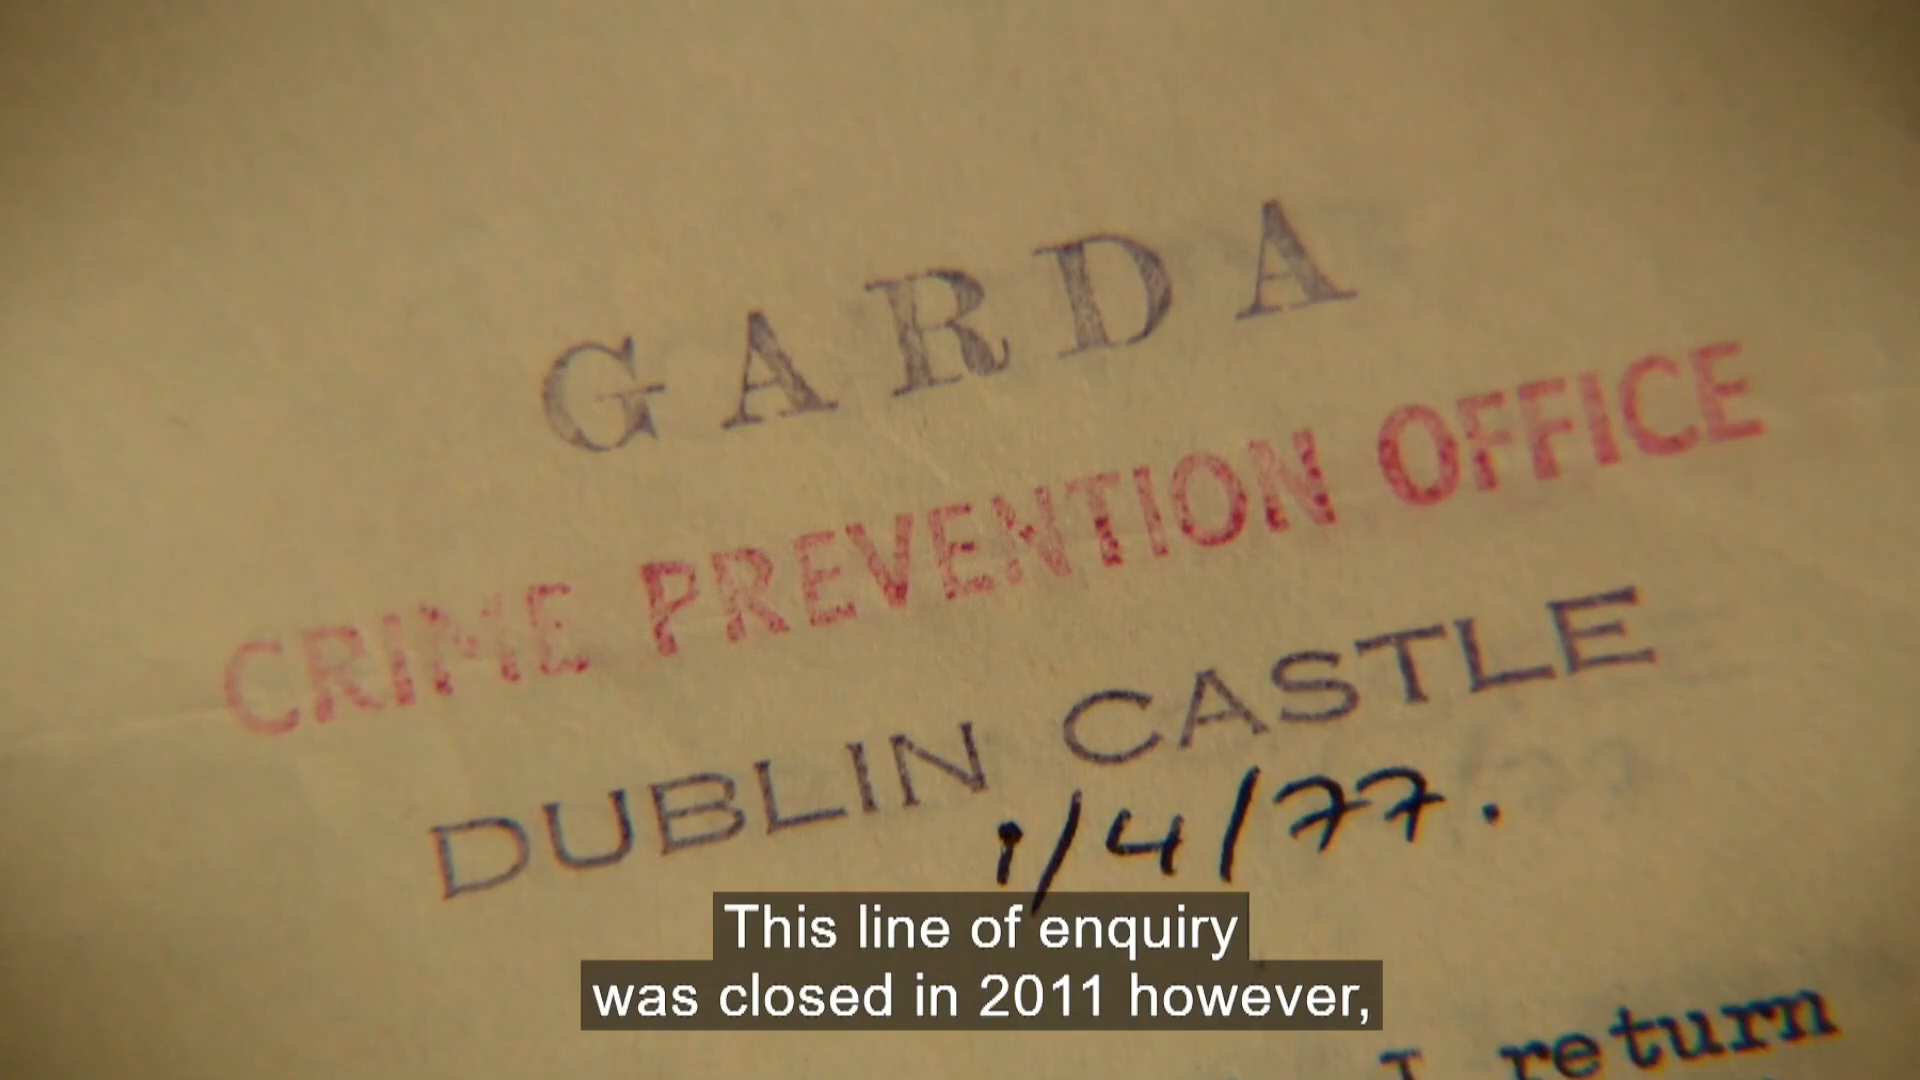 GARDA
CRIME PREVENTION OFFICE
DUBLIN CASTLE
1/4/77.
This line of enquiry
was closed in 2011 however,
I return